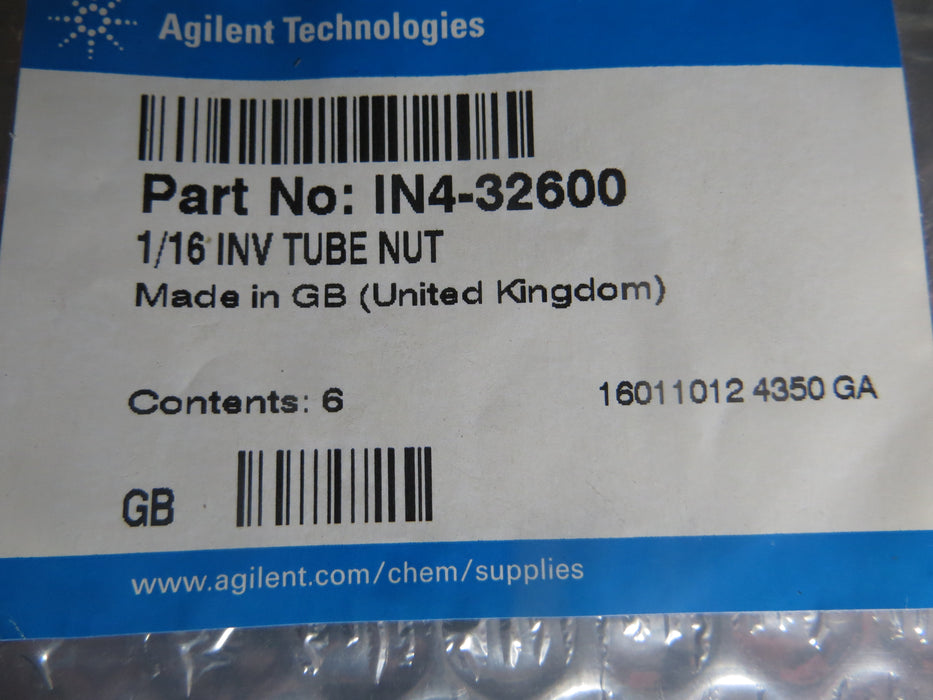 Agilent Technologies
Part No: IN4-32600
1/16 INV TUBE NUT
Made in GB (United Kingdom)
Contents: 6
16011012 4350 GA
GB
www.agilent.com/chem/supplies